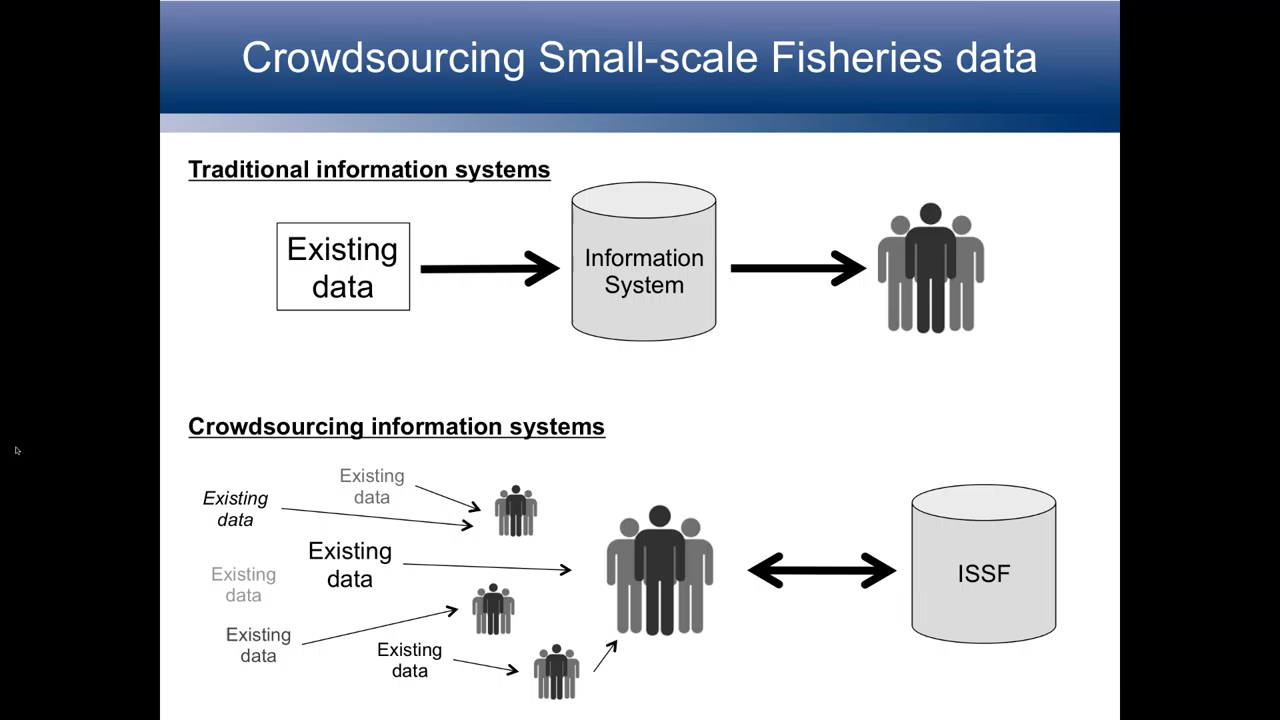 Crowdsourcing Small-scale Fisheries data
Traditional information systems
Existing
data
Information
System
Crowdsourcing information systems
Existing
data
Existing
data
Existing
data
Existing
data
Existing
data
Existing
data
ISSF